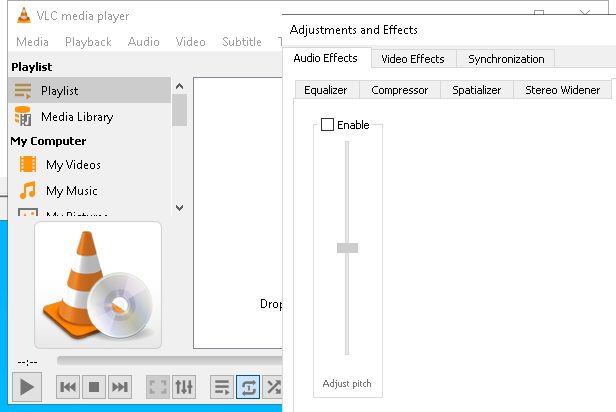 VLC media player
Media Playback Audio Video Subtitle
Playlist
Playlist
Media Library
My Computer
My Videos
My Music
My Pictures
Drop
--:--
Adjustments and Effects
Audio Effects Video Effects Synchronization
Equalizer Compressor Spatializer Stereo Widener
Enable
Adjust pitch